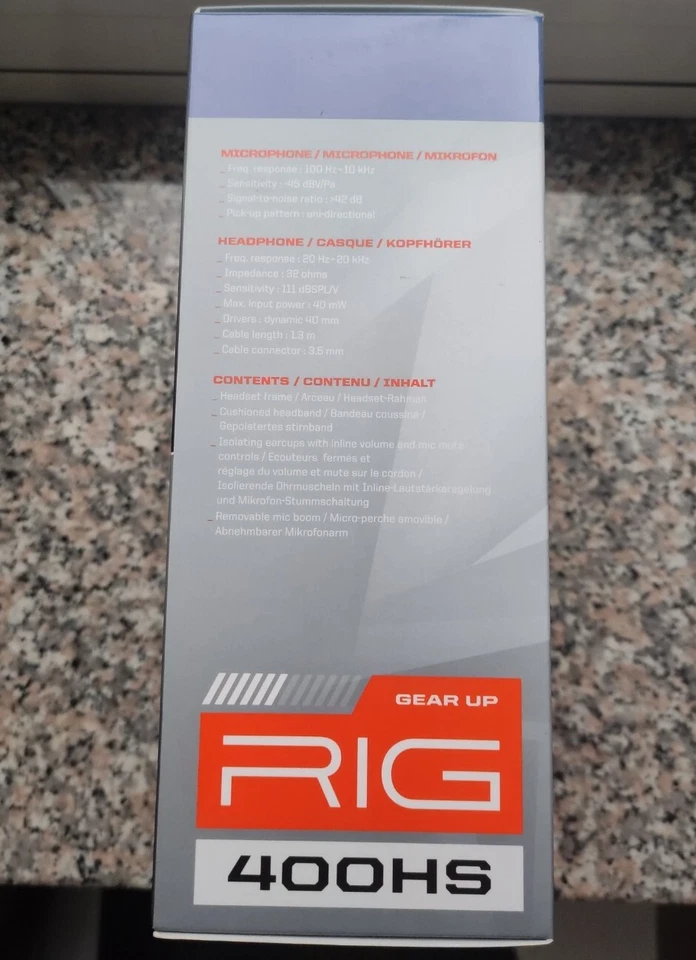 MICROPHONE / MICROPHONE / MIKROFON
_ Freq. response : 100 Hz-10 kHz
_ Sensitivity : -45 dBV/Pa
_ Signal-to-noise ratio : >42 dB
_ Pick-up pattern : uni-directional
HEADPHONE / CASQUE / KOPFHÖRER
_ Freq. response : 20 Hz-20 kHz
_ Impedance : 32 ohms
_ Sensitivity : 111 dBSPL/V
_ Max. input power : 40 mW
_ Drivers : dynamic 40 mm
_ Cable length : 1.3 m
_ Cable connector : 3.5 mm
CONTENTS / CONTENU / INHALT
_ Headset frame / Arceau / Headset-Rahmen
_ Cushioned headband / Bandeau coussiné /
Gepolstertes stirnband
_ Isolating earcups with inline volume and mic mute
controls / Ecouteurs fermés et
réglage du volume et mute sur le cordon /
Isolierende Ohrmuscheln mit Inline-Lautstärkeregelung
und Mikrofon-Stummschaltung
_ Removable mic boom / Micro-perche amovible /
Abnehmbarer Mikrofonarm
GEAR UP
RIG
400HS